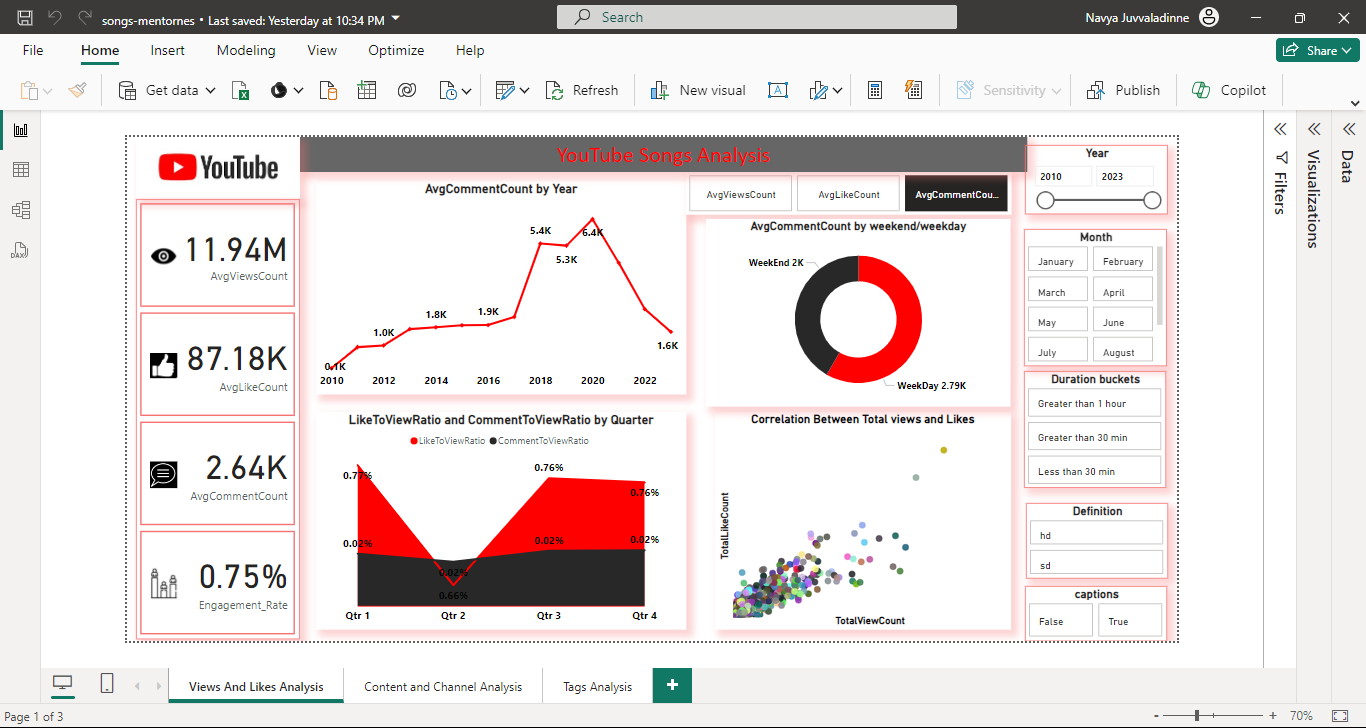 songs-mentornes • Last saved: Yesterday at 10:34 PM
Search
Navya Juvvaladinne
File Home Insert Modeling View Optimize Help
Share
Get data
Refresh
New visual
Sensitivity
Publish
Copilot
YouTube
YouTube Songs Analysis
11.94M
AvgViewsCount
87.18K
AvgLikeCount
2.64K
AvgCommentCount
0.75%
Engagement_Rate
AvgCommentCount by Year
5.4K
6.4K
5.3K
1.8K
1.9K
1.0K
1.6K
0.1K
2010 2012 2014 2016 2018 2020 2022
AvgViewsCount
AvgLikeCount
AvgCommentCou...
AvgCommentCount by weekend/weekday
WeekEnd 2K
WeekDay 2.79K
LikeToViewRatio and CommentToViewRatio by Quarter
LikeToViewRatio CommentToViewRatio
0.77%
0.76%
0.76%
0.02%
0.02%
0.02%
0.02%
0.66%
Qtr 1 Qtr 2 Qtr 3 Qtr 4
Correlation Between Total views and Likes
TotalLikeCount
TotalViewCount
Year
2010 2023
Month
January February
March April
May June
July August
Duration buckets
Greater than 1 hour
Greater than 30 min
Less than 30 min
Definition
hd
sd
captions
False True
Filters
Visualizations
Data
DAX
Views And Likes Analysis
Content and Channel Analysis
Tags Analysis
+
Page 1 of 3
- + 70%